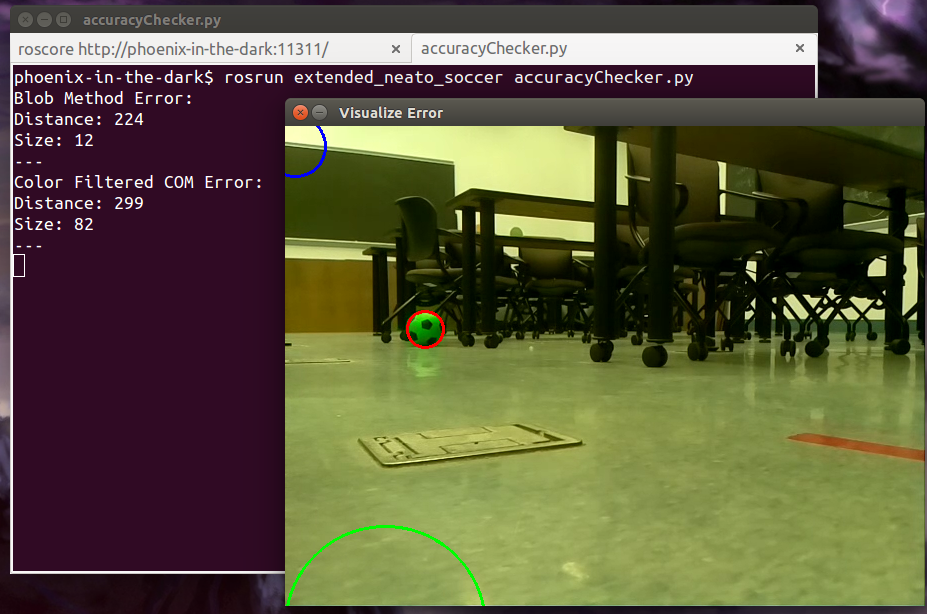 accuracyChecker.py
roscore http://phoenix-in-the-dark:11311/
accuracyChecker.py
phoenix-in-the-dark$ rosrun extended_neato_soccer accuracyChecker.py
Blob Method Error:
Distance: 224
Size: 12
---
Color Filtered COM Error:
Distance: 299
Size: 82
---
Visualize Error